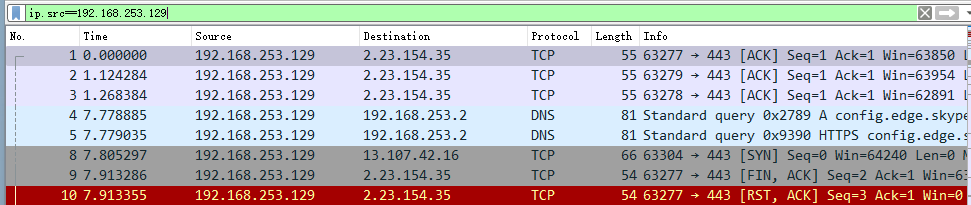 ip.src==192.168.253.129
No. Time Source Destination Protocol Length Info
1 0.000000 192.168.253.129 2.23.154.35 TCP 55 63277 → 443 [ACK] Seq=1 Ack=1 Win=63850
2 1.124284 192.168.253.129 2.23.154.35 TCP 55 63279 → 443 [ACK] Seq=1 Ack=1 Win=63954
3 1.268384 192.168.253.129 2.23.154.35 TCP 55 63278 → 443 [ACK] Seq=1 Ack=1 Win=62891
4 7.778885 192.168.253.129 192.168.253.2 DNS 81 Standard query 0x2789 A config.edge.skype
5 7.779035 192.168.253.129 192.168.253.2 DNS 81 Standard query 0x9390 HTTPS config.edge.s
8 7.805297 192.168.253.129 13.107.42.16 TCP 66 63304 → 443 [SYN] Seq=0 Win=64240 Len=0 M
9 7.913286 192.168.253.129 2.23.154.35 TCP 54 63277 → 443 [FIN, ACK] Seq=2 Ack=1 Win=63
10 7.913355 192.168.253.129 2.23.154.35 TCP 54 63277 → 443 [RST, ACK] Seq=3 Ack=1 Win=0